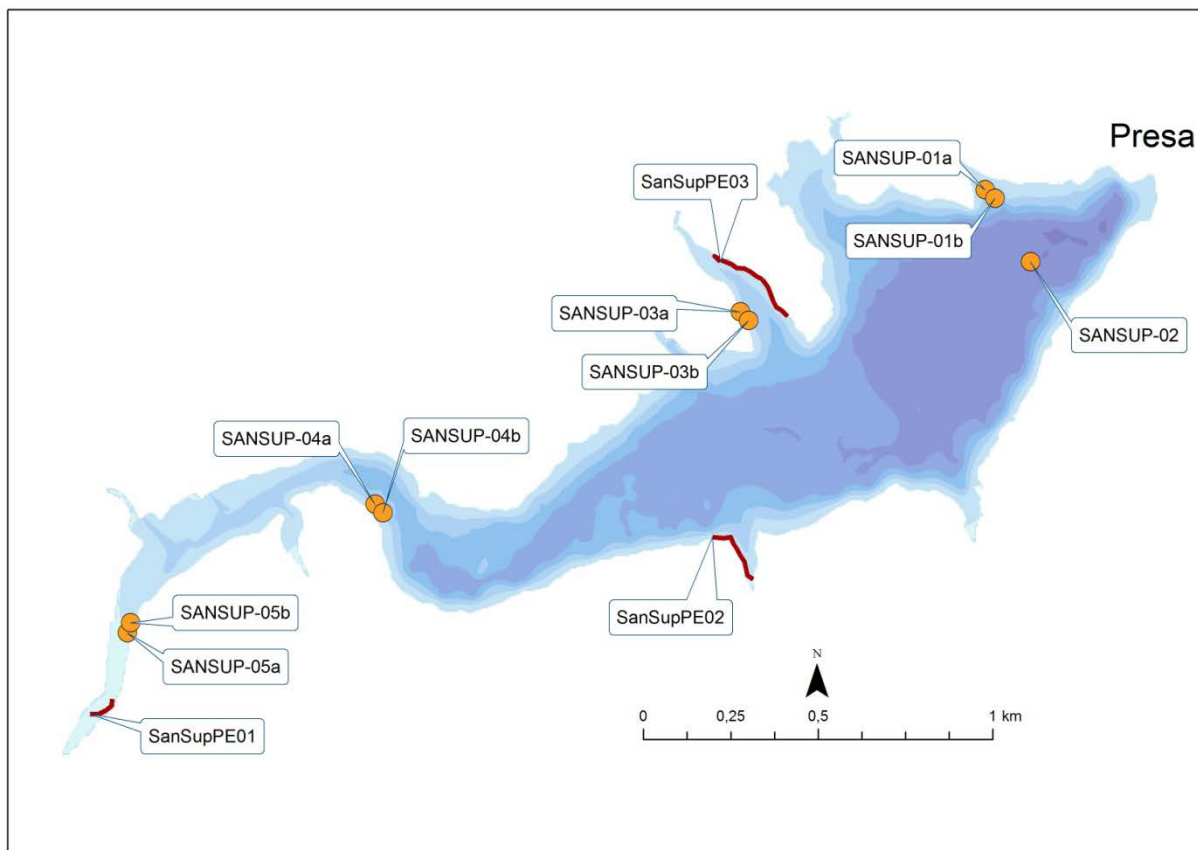 Presa
SANSUP-01a
SanSupPE03
SANSUP-01b
SANSUP-03a
SANSUP-02
SANSUP-03b
SANSUP-04a
SANSUP-04b
SANSUP-05b
SanSupPE02
SANSUP-05a
N
SanSupPE01
0 0,25 0,5 1 km